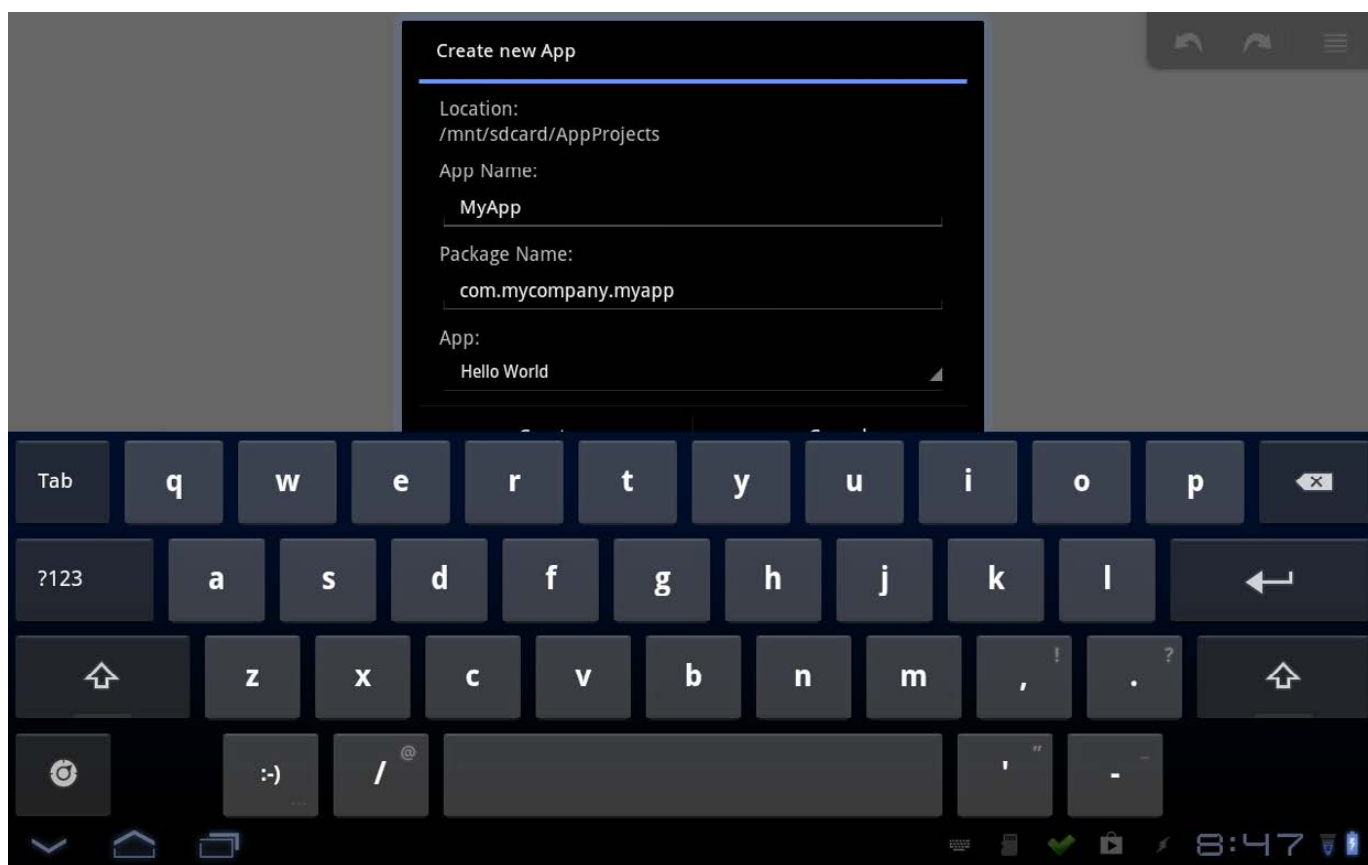 Create new App
Location:
/mnt/sdcard/AppProjects
App Name:
MyApp
Package Name:
com.mycompany.myapp
App:
Hello World
Tab q w e r t y u i o p
?123 a s d f g h j k l
z x c v b n m , ! . ?
:-) ... / @ ' " - _
8:47